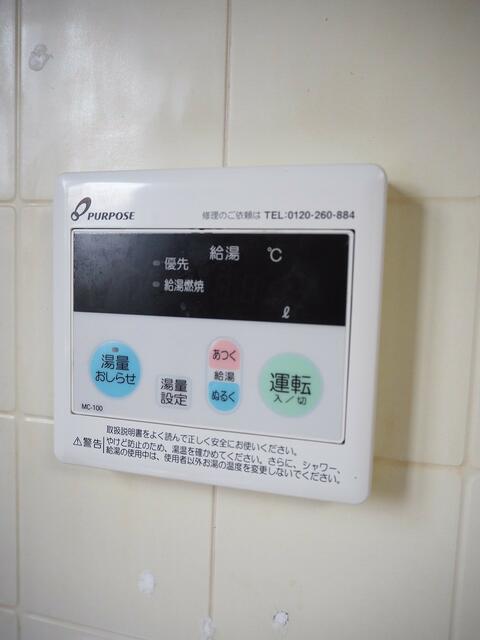 PURPOSE
修理のご依頼は TEL:0120-260-884
給湯 ℃
優先
給湯燃焼
ℓ
湯量
おしらせ
湯量
設定
あつく
給湯
ぬるく
運転
入/切
MC-100
取扱説明書をよく読んで正しく安全にお使いください。
⚠警告 やけど防止のため、湯温を確かめてください。さらに、シャワー、
給湯の使用中は、使用者以外お湯の温度を変更しないでください。